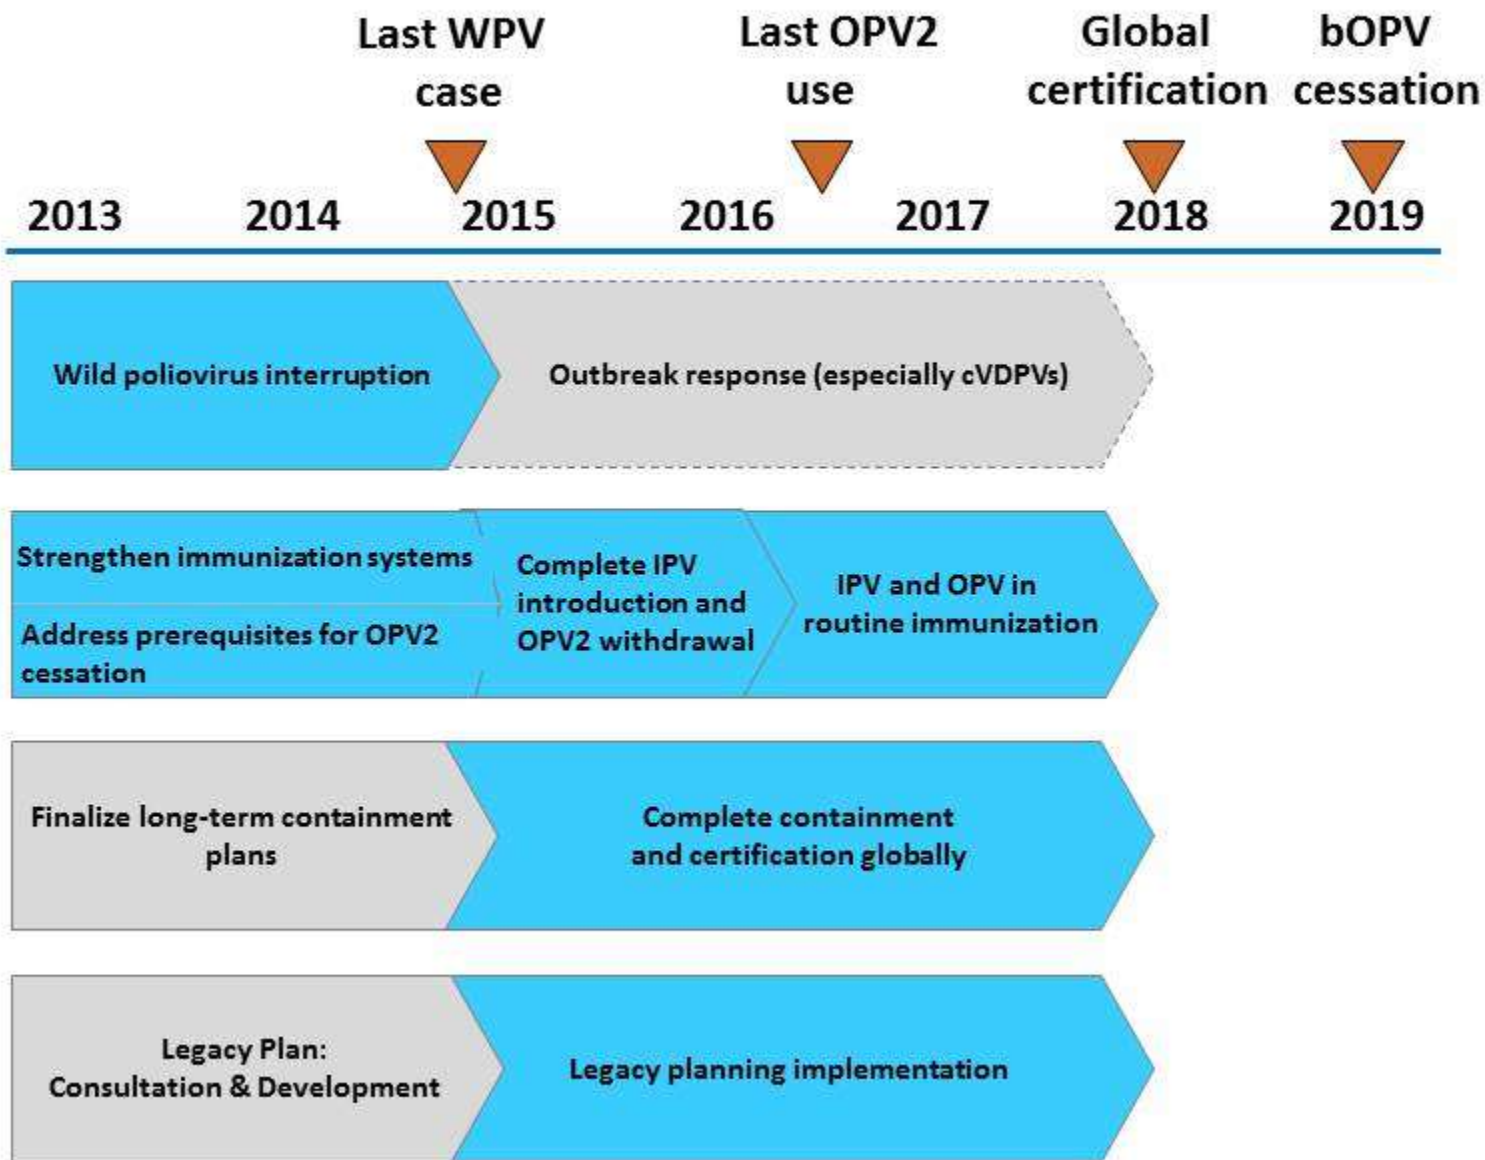 Last WPV
case
Last OPV2
use
Global
certification
bOPV
cessation
2013 2014 2015 2016 2017 2018 2019
Wild poliovirus interruption
Outbreak response (especially cVDPVs)
Strengthen immunization systems
Address prerequisites for OPV2
cessation
Complete IPV
introduction and
OPV2 withdrawal
IPV and OPV in
routine immunization
Finalize long-term containment
plans
Complete containment
and certification globally
Legacy Plan:
Consultation & Development
Legacy planning implementation